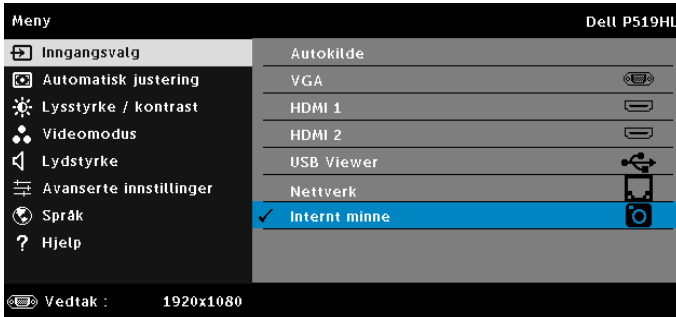 Meny Dell P519HL
Inngangsvalg
Automatisk justering
Lysstyrke / kontrast
Videomodus
Lydstyrke
Avanserte innstillinger
Språk
? Hjelp
Autokilde
VGA
HDMI 1
HDMI 2
USB Viewer
Nettverk
Internt minne
Vedtak : 1920x1080